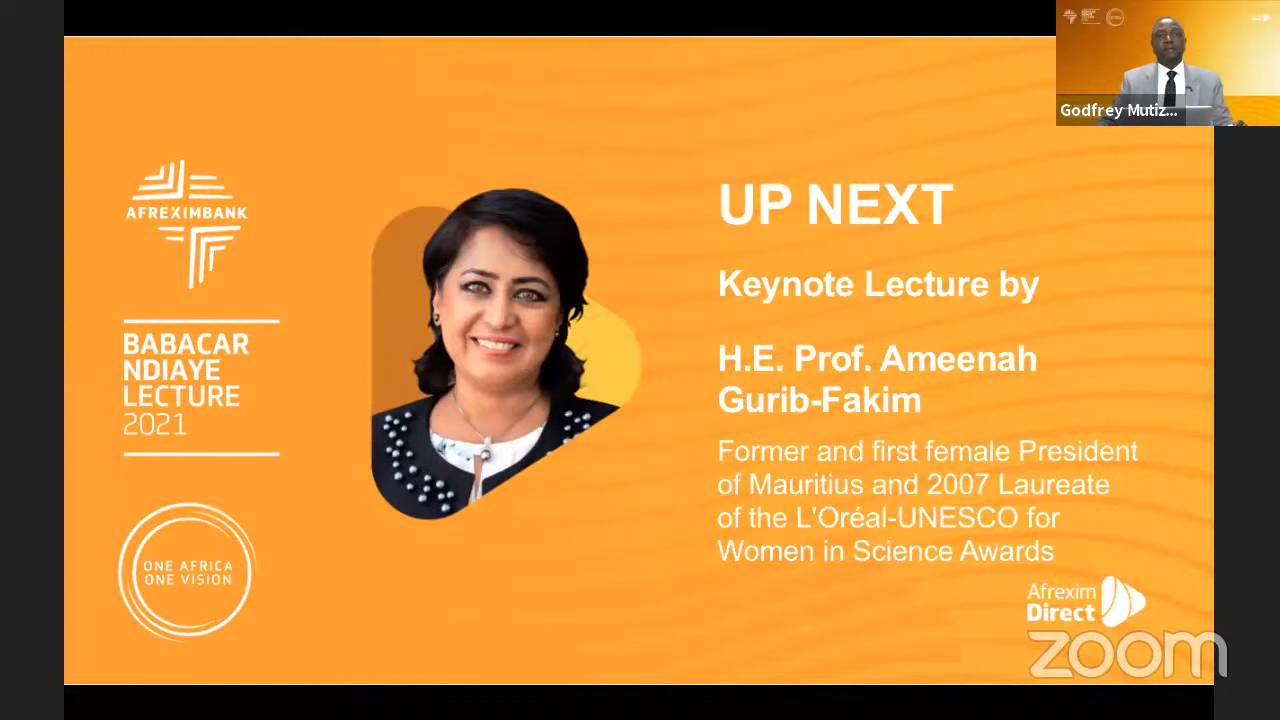 Godfrey Mutiz...
AFREXIMBANK
BABACAR
NDIAYE
LECTURE
2021
ONE AFRICA
ONE VISION
UP NEXT
Keynote Lecture by
H.E. Prof. Ameenah
Gurib-Fakim
Former and first female President
of Mauritius and 2007 Laureate
of the L'Oréal-UNESCO for
Women in Science Awards
Afrexim
Direct
zoom